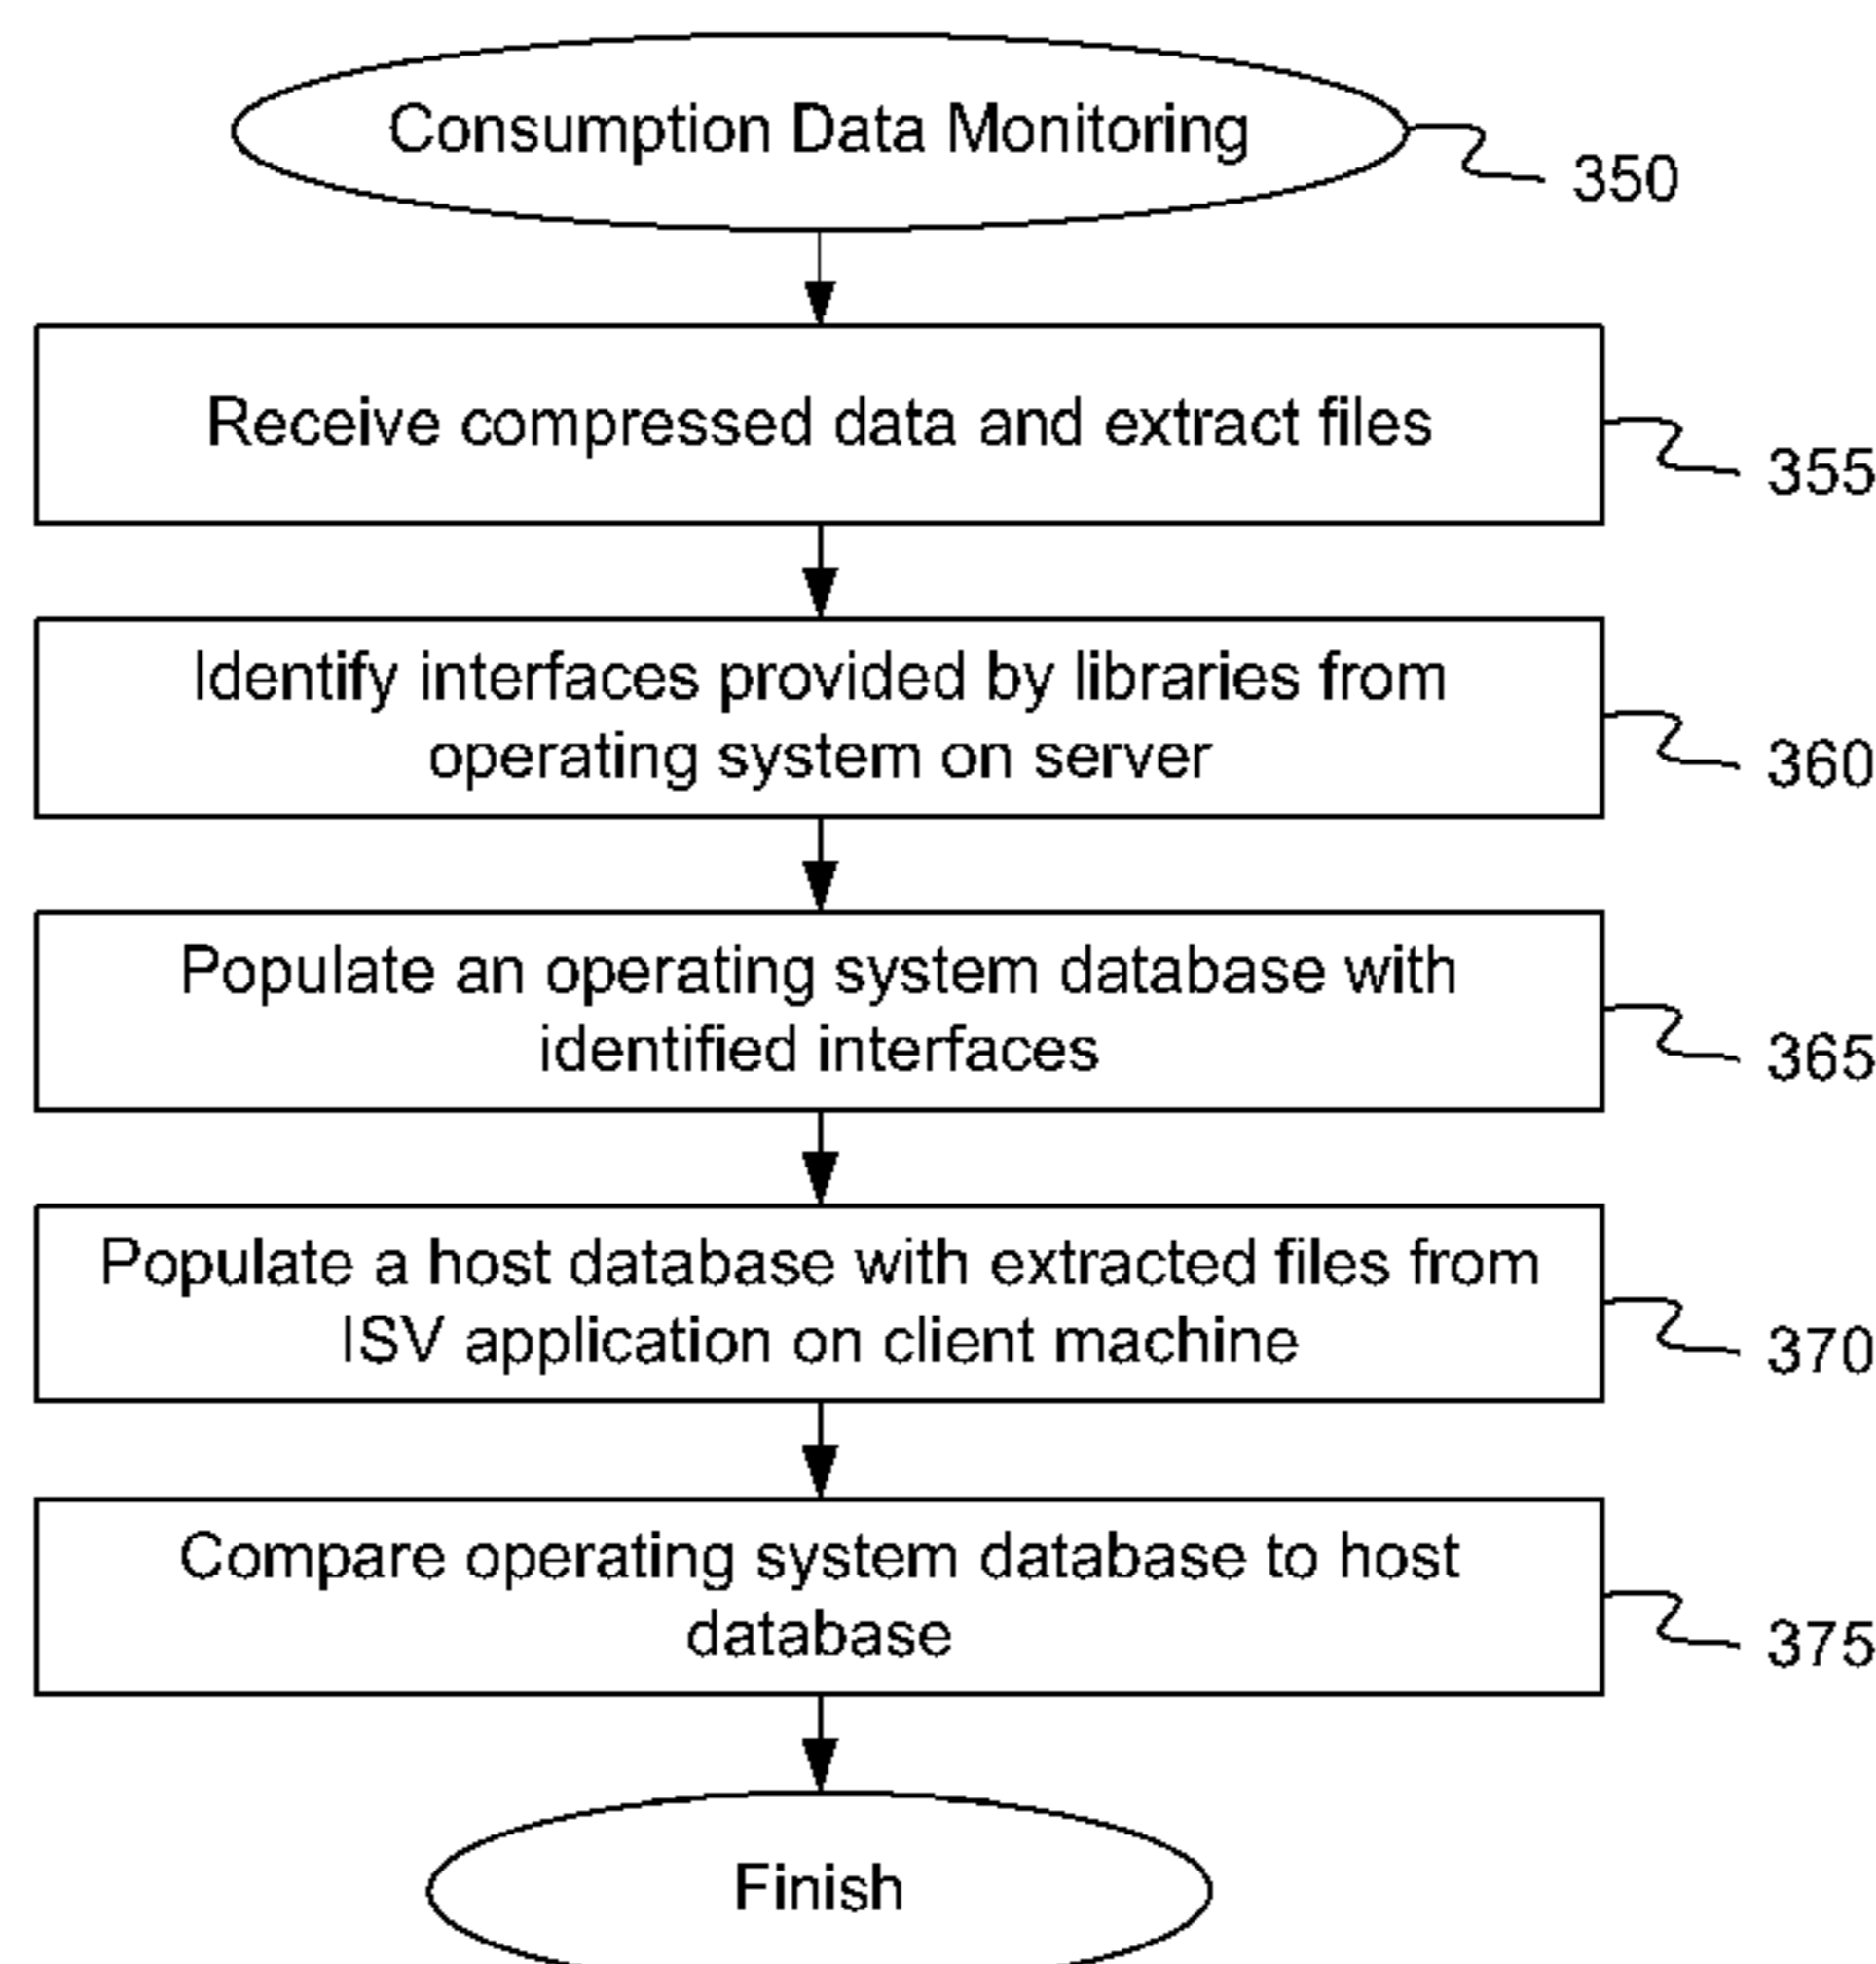 Consumption Data Monitoring
350
Receive compressed data and extract files
355
Identify interfaces provided by libraries from
operating system on server
360
Populate an operating system database with
identified interfaces
365
Populate a host database with extracted files from
ISV application on client machine
370
Compare operating system database to host
database
375
Finish